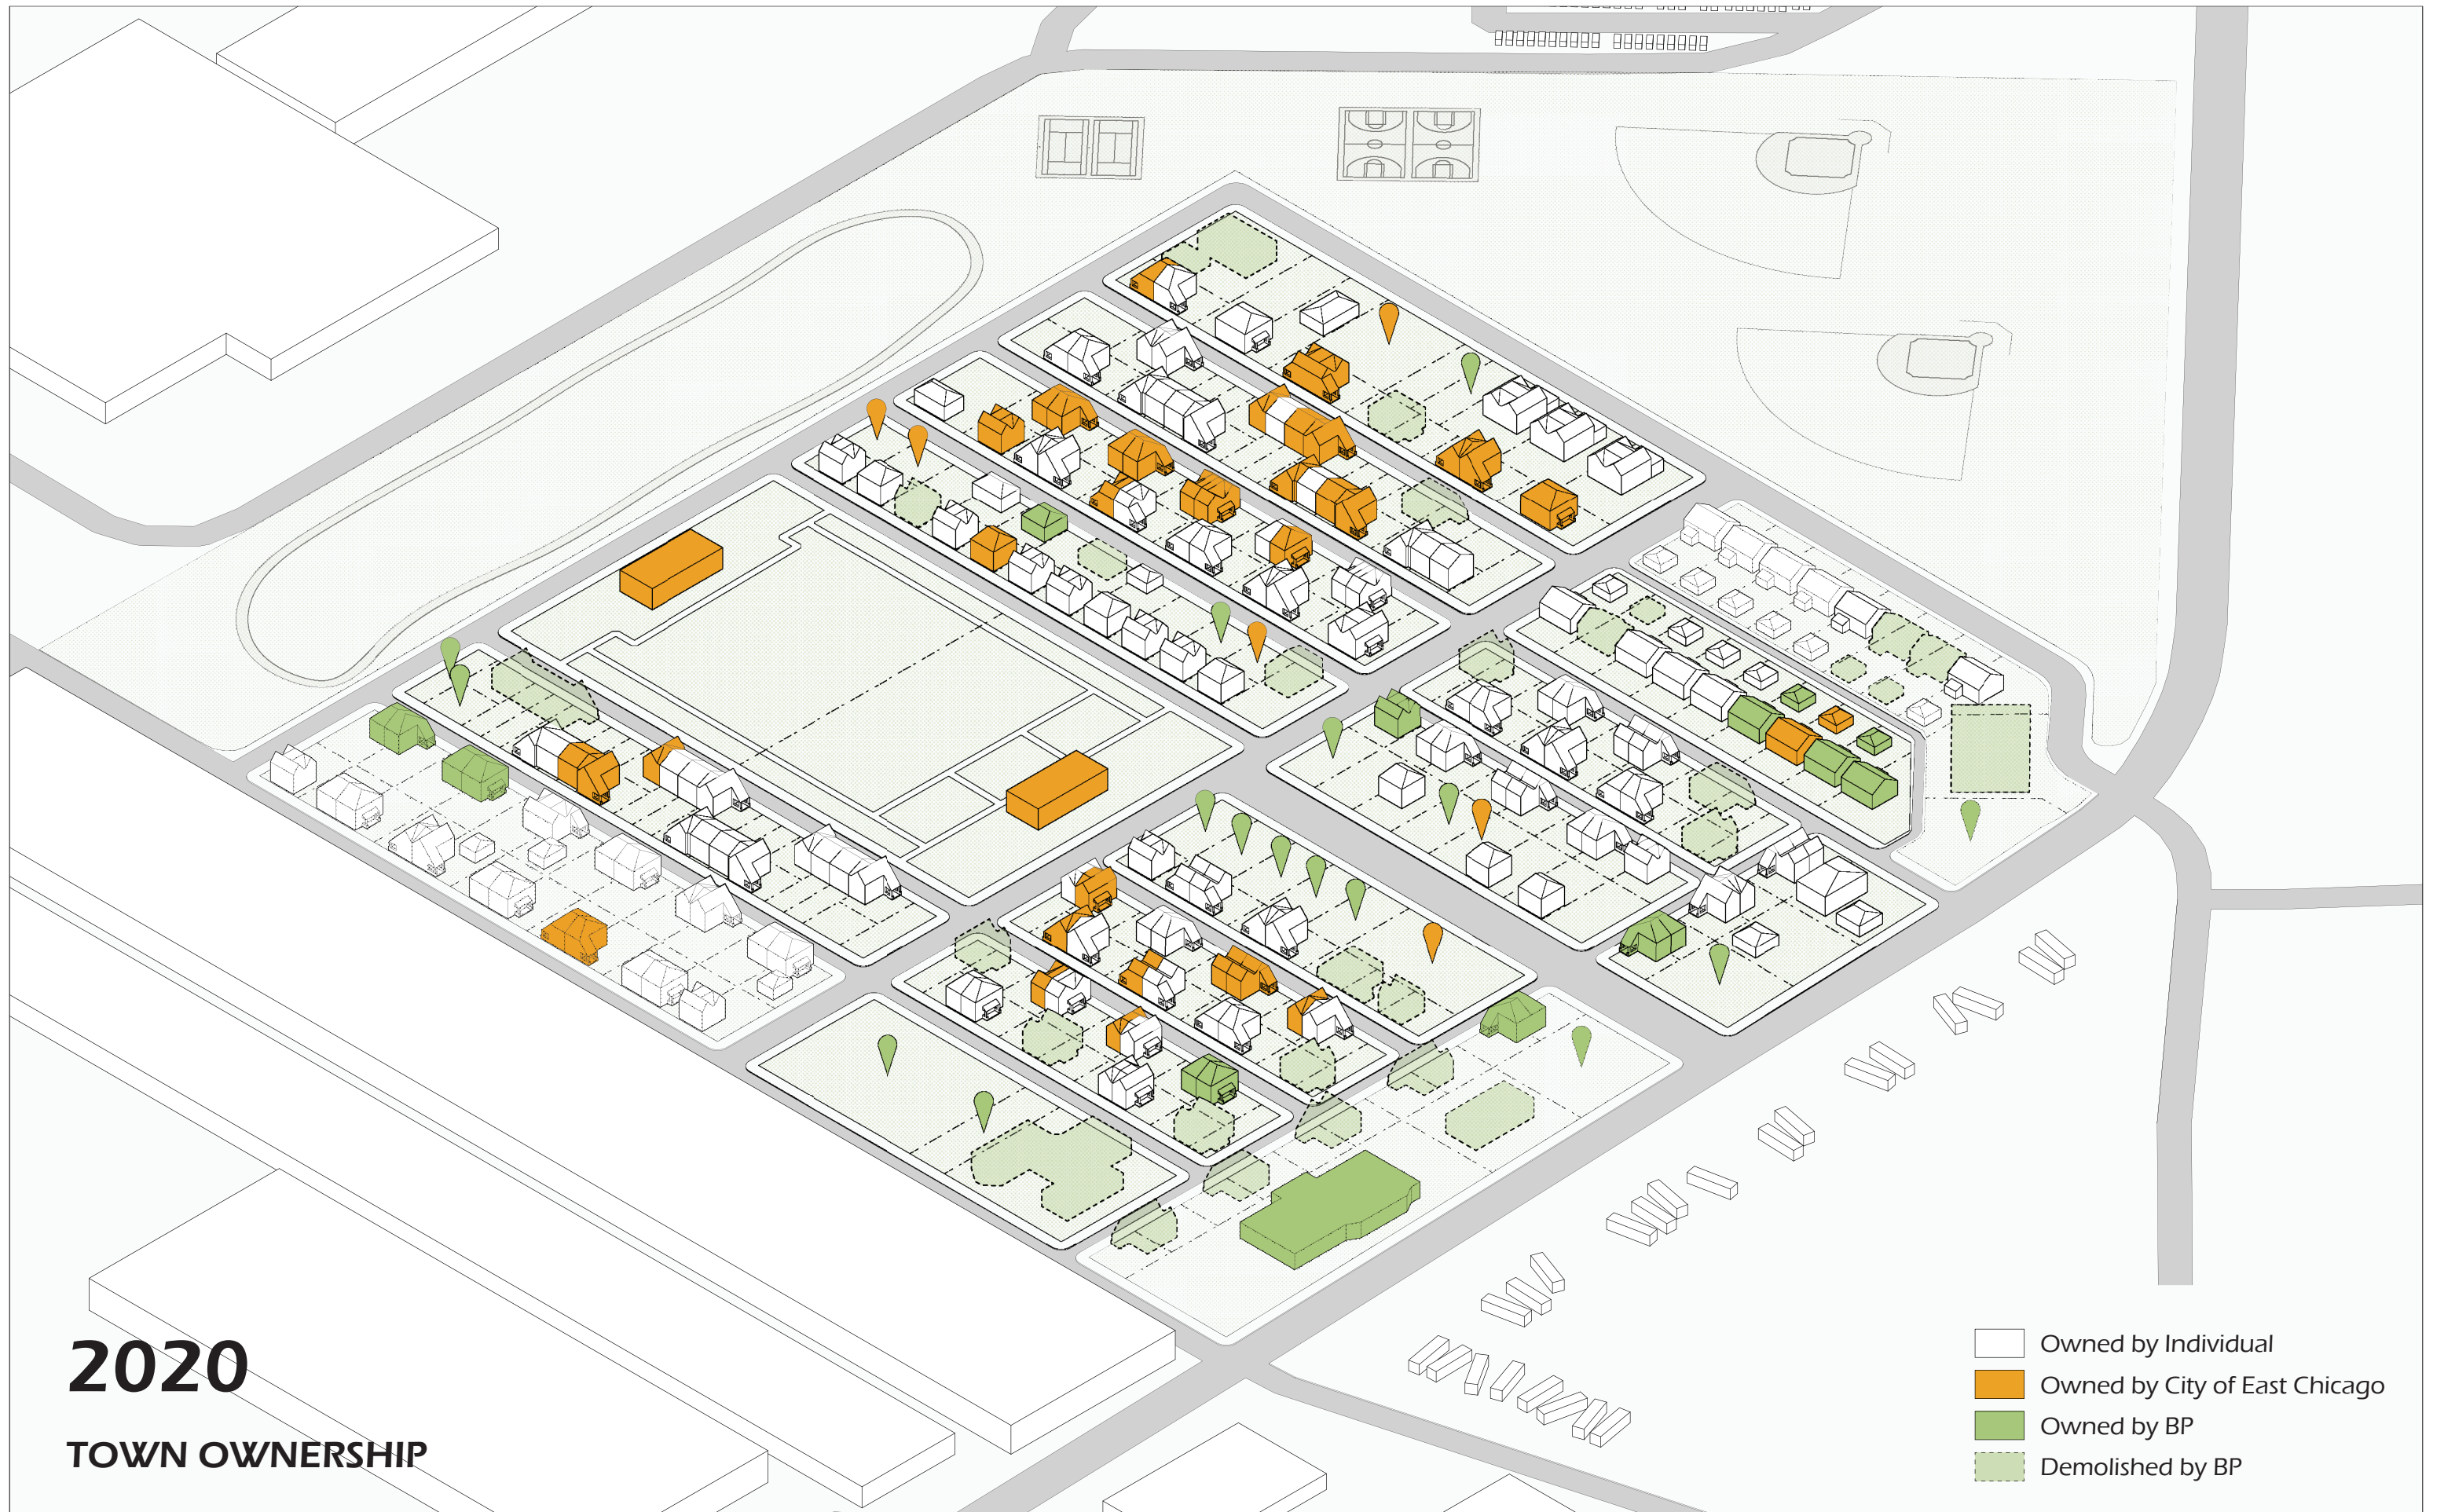 2020
TOWN OWNERSHIP
Owned by Individual
Owned by City of East Chicago
Owned by BP
Demolished by BP